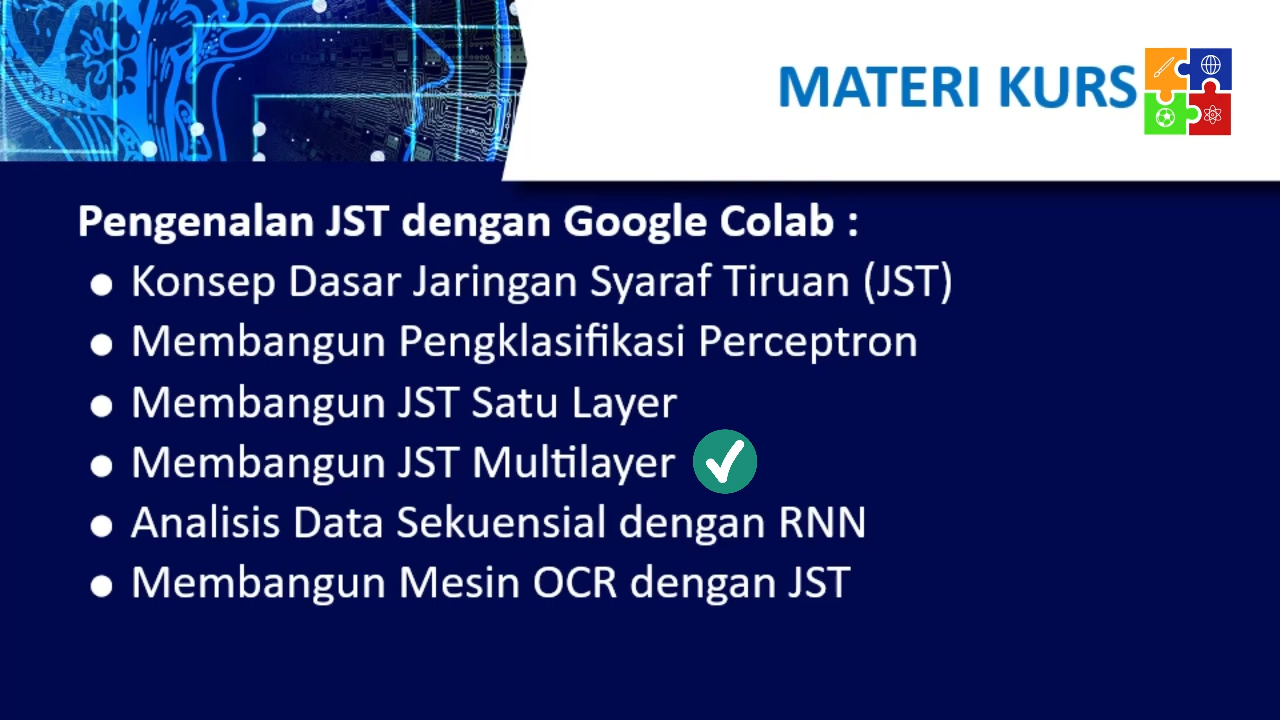 MATERI KURS
Pengenalan JST dengan Google Colab :
● Konsep Dasar Jaringan Syaraf Tiruan (JST)
● Membangun Pengklasifikasi Perceptron
● Membangun JST Satu Layer
● Membangun JST Multilayer
● Analisis Data Sekuensial dengan RNN
● Membangun Mesin OCR dengan JST